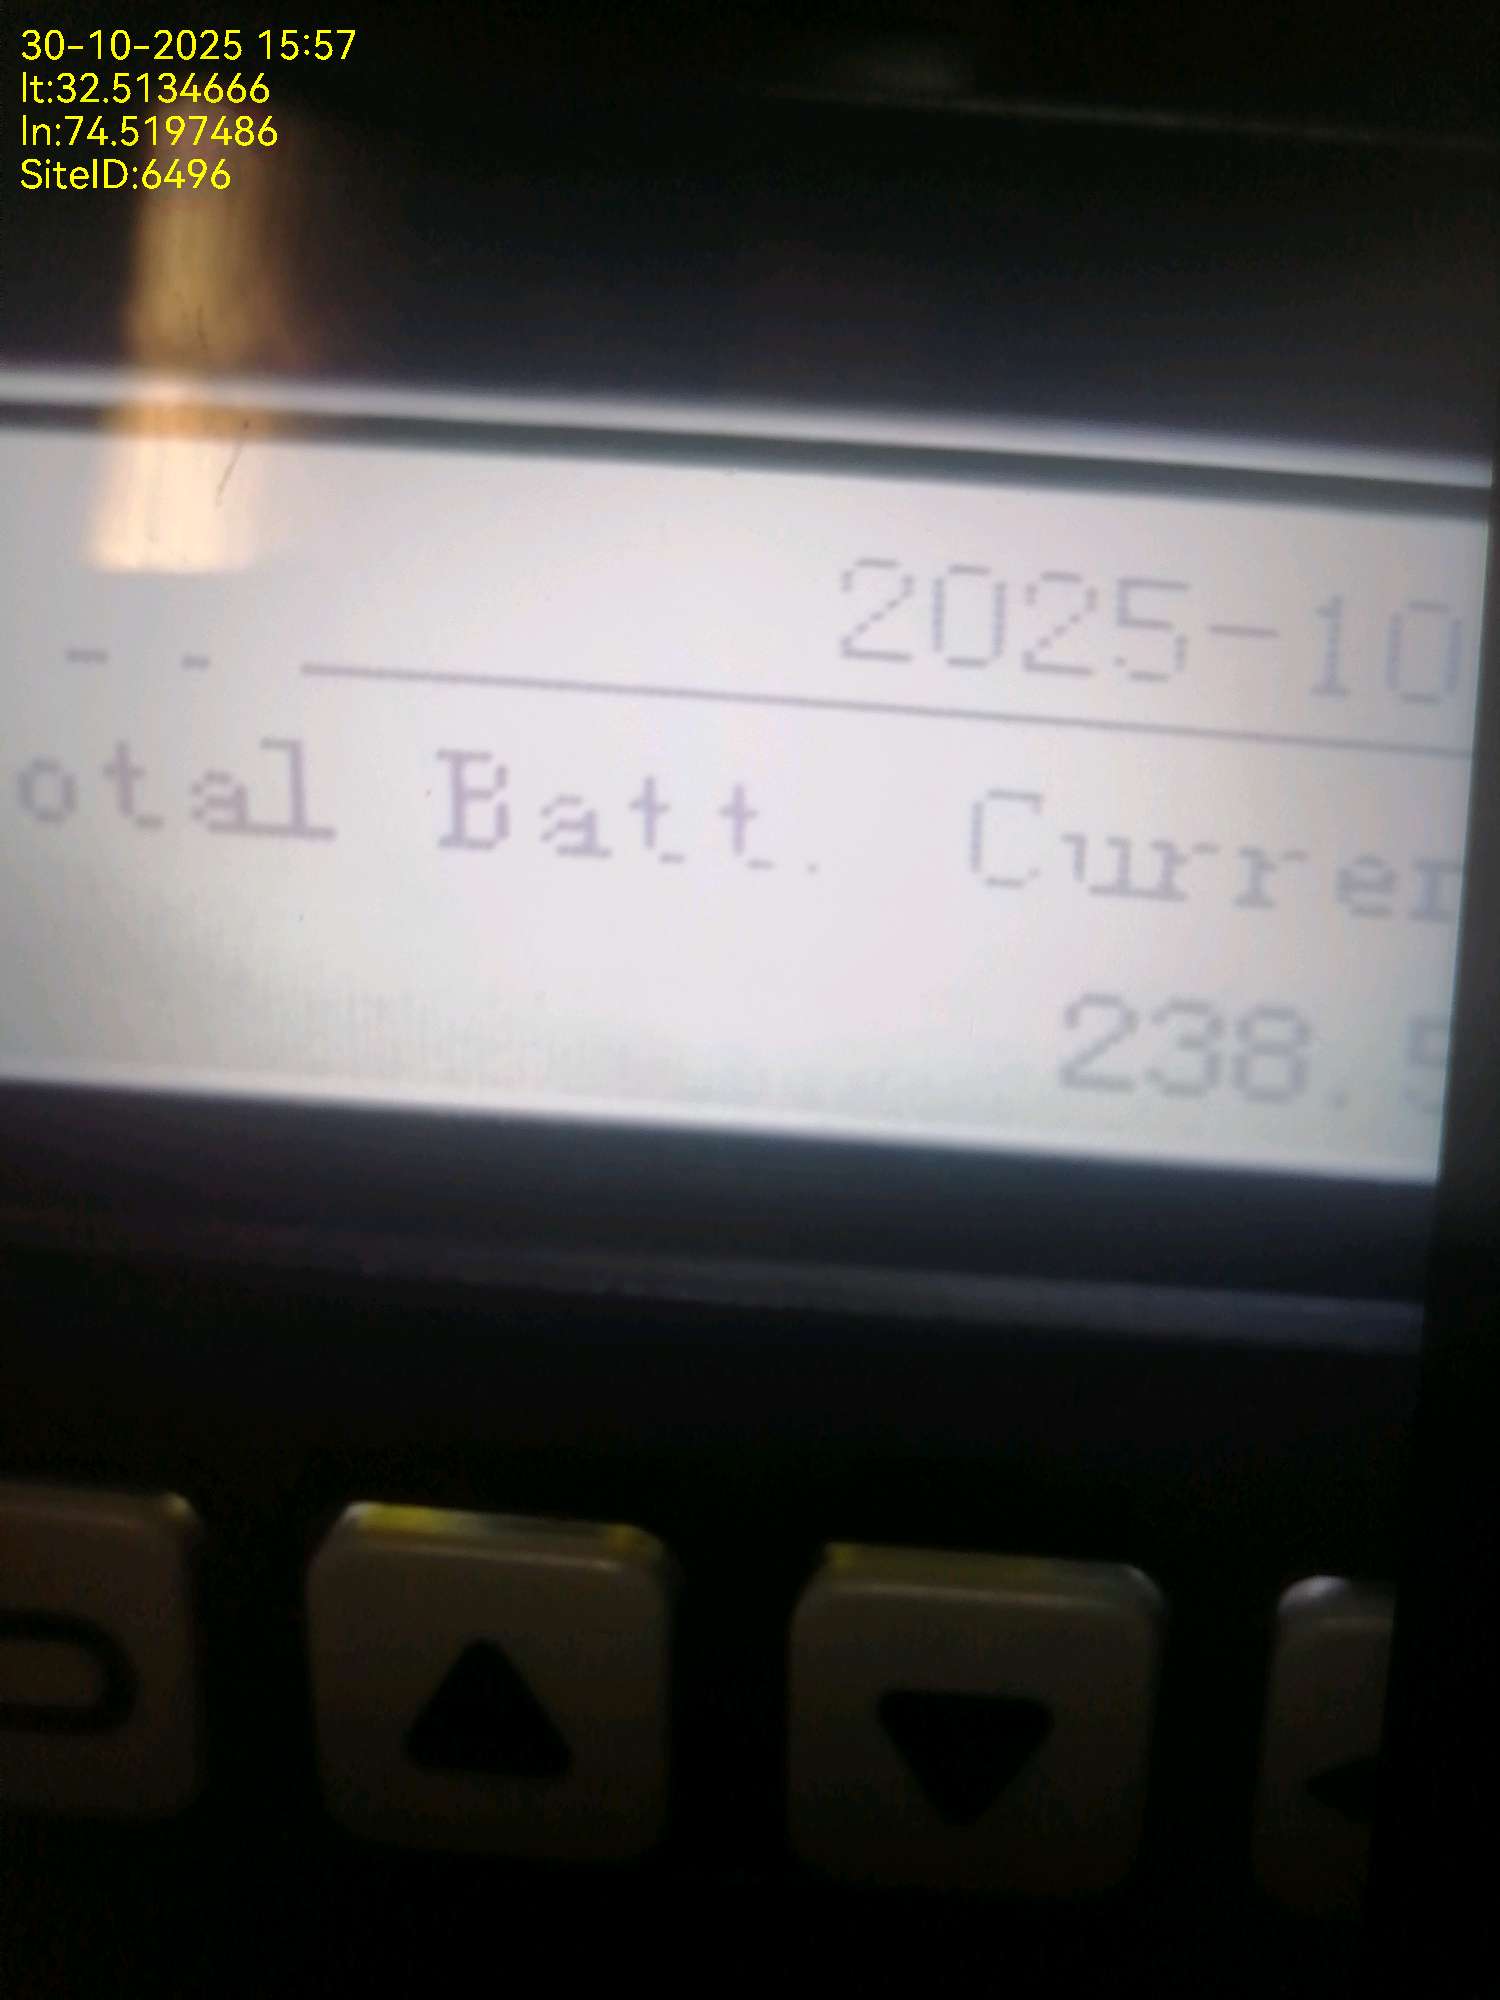 30-10-2025 15:57
lt:32.5134666
ln:74.5197486
SiteID:6496
2025-10
otal Batt. Curren
238.5